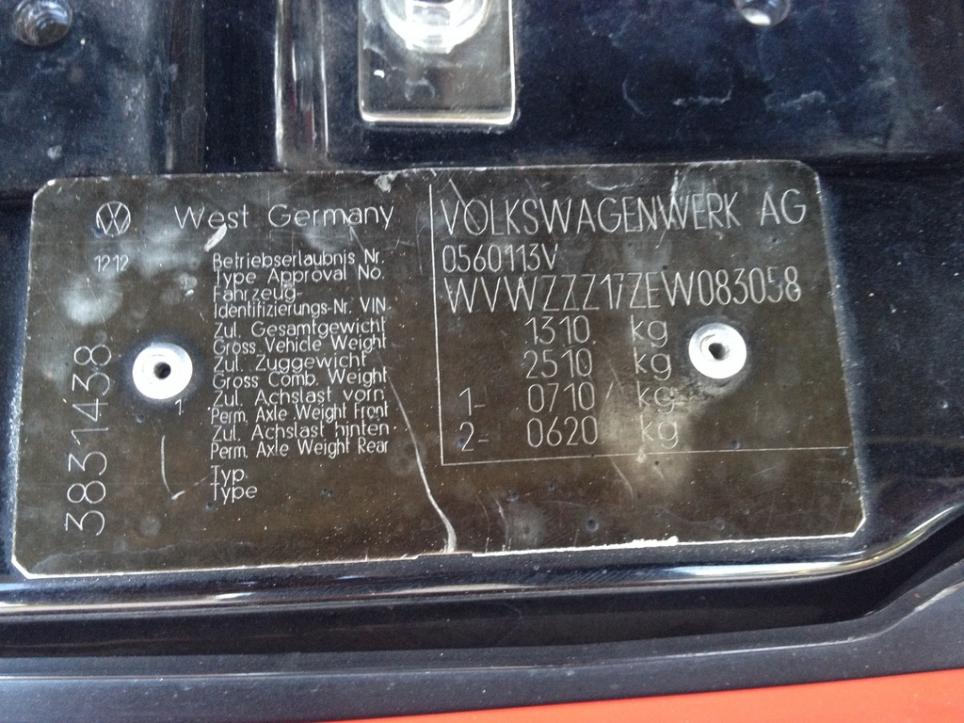 West Germany
1212
Betriebserlaubnis Nr.
Type Approval No.
Fahrzeug-
Identifizierungs-Nr. VIN.
Zul. Gesamtgewicht
Gross Vehicle Weight
Zul. Zuggewicht
Gross Comb. Weight
Zul. Achslast vorn
Perm. Axle Weight Front
Zul. Achslast hinten
Perm. Axle Weight Rear
Typ.
Type
VOLKSWAGENWERK AG
0560113V
WVWZZZ17ZEW083058
1310. kg
2510 kg
1- 0710 kg
2- 0620 kg
3831438